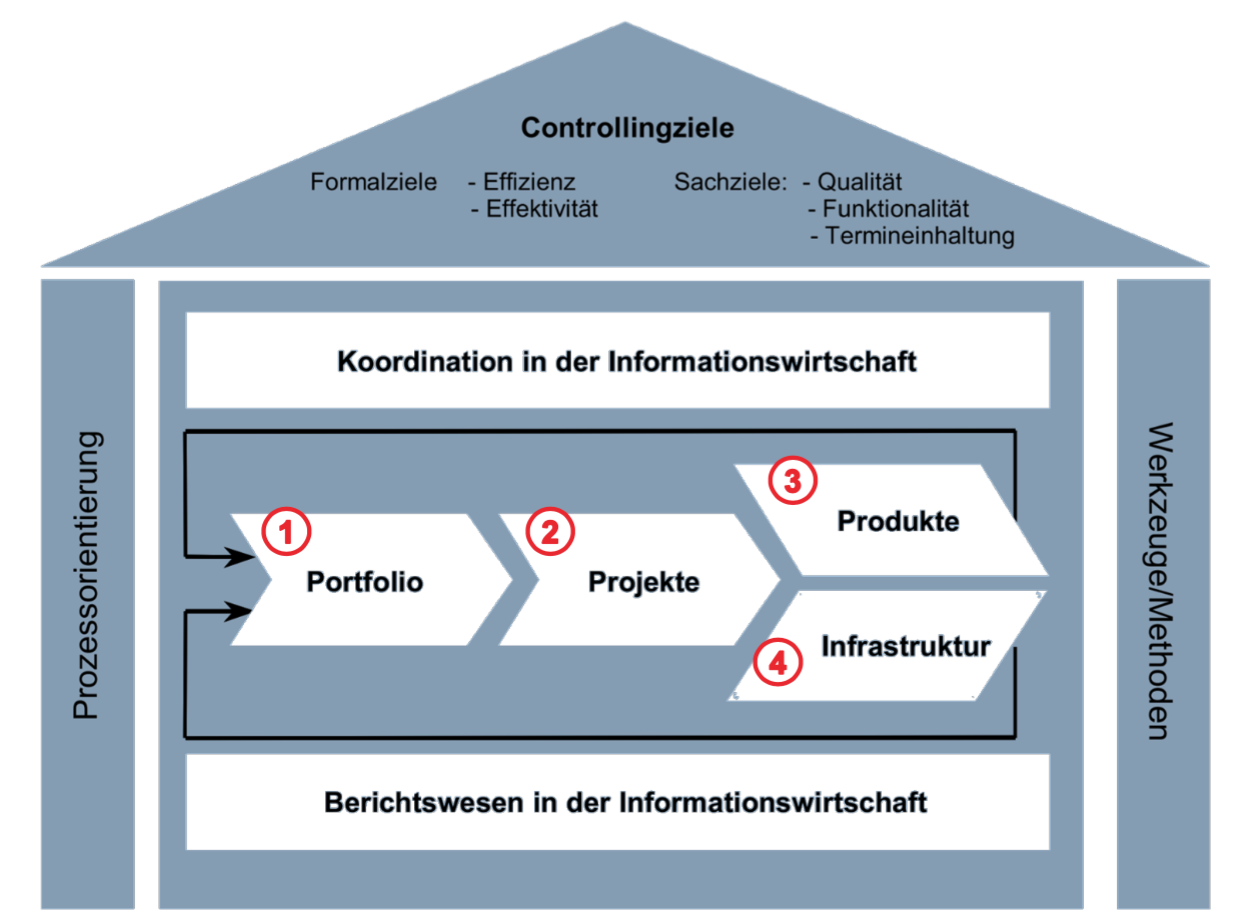 Controllingziele
Formalziele - Effizienz
- Effektivität
Sachziele: - Qualität
- Funktionalität
- Termineinhaltung
Prozessorientierung
Koordination in der Informationswirtschaft
1
Portfolio
2
Projekte
3
Produkte
4
Infrastruktur
Berichtswesen in der Informationswirtschaft
Werkzeuge/Methoden